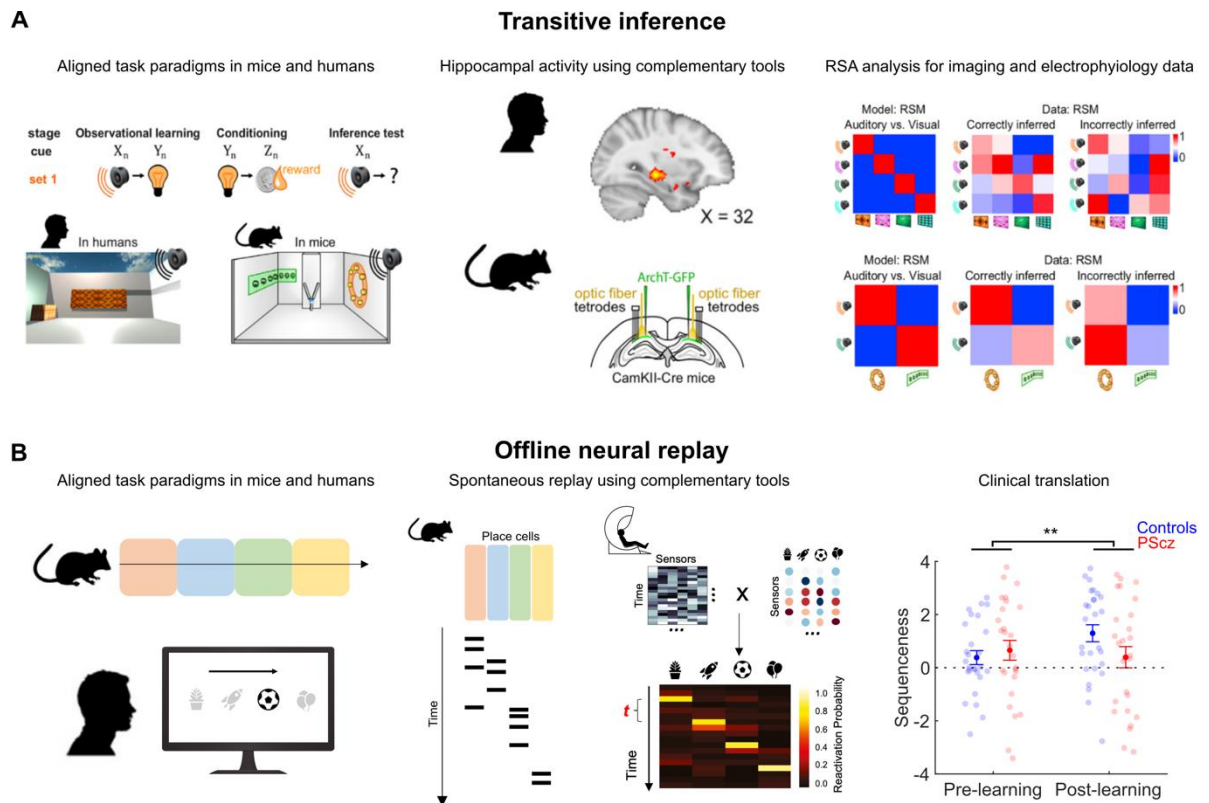 A
Transitive inference
Aligned task paradigms in mice and humans
stage Observational learning Conditioning Inference test
cue Xn Yn Yn Zn Xn
set 1 reward ?
In humans
In mice
Hippocampal activity using complementary tools
X = 32
ArchT-GFP
optic fiber optic fiber
tetrodes tetrodes
CamKII-Cre mice
RSA analysis for imaging and electrophyiology data
Model: RSM Data: RSM
Auditory vs. Visual Correctly inferred Incorrectly inferred
1
0
Model: RSM Data: RSM
Auditory vs. Visual Correctly inferred Incorrectly inferred
1
0
B
Offline neural replay
Aligned task paradigms in mice and humans
Spontaneous replay using complementary tools
Place cells
Time
Sensors
Time
...
...
X
Sensors
...
t
Time
1.0
0.8
0.6
0.4
0.2
0.0
Reactivation Probability
Clinical translation
Controls
PScz
**
4
2
0
-2
-4
Sequenceness
Pre-learning Post-learning